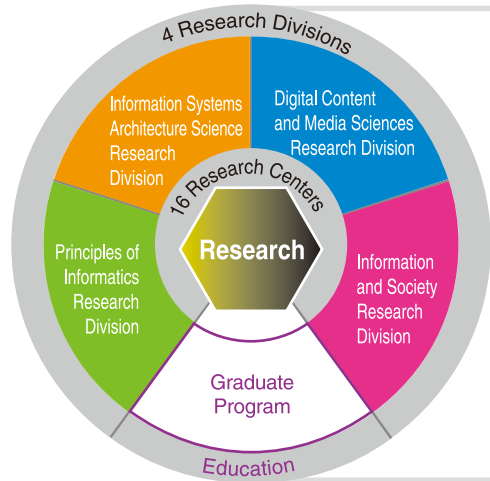 4 Research Divisions
Information Systems
Architecture Science
Research
Division
Digital Content
and Media Sciences
Research Division
16 Research Centers
Research
Principles of
Informatics
Research
Division
Information
and Society
Research
Division
Graduate
Program
Education